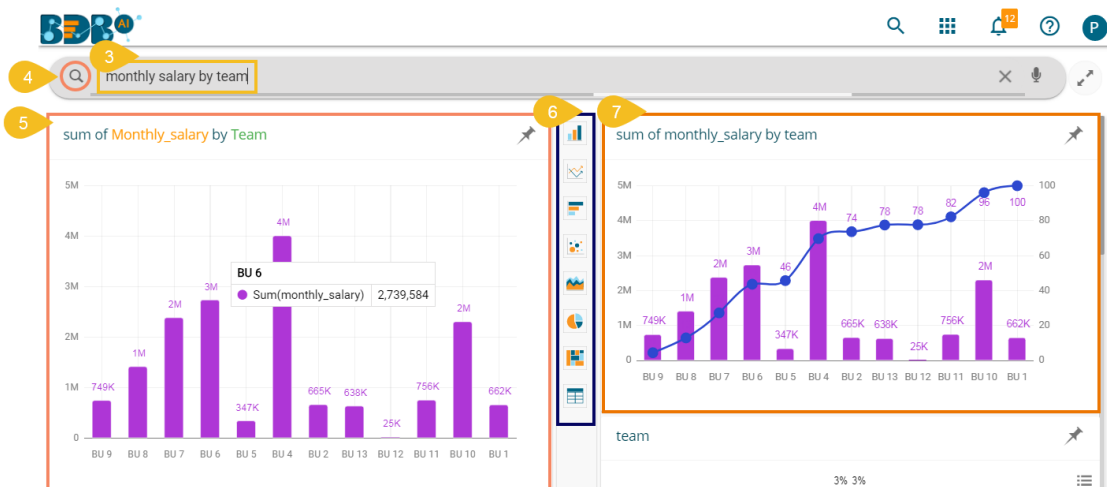 BDB AI
12
?
P
3
4
monthly salary by team
5
6
7
sum of Monthly_salary by Team
5M
4M
3M
2M
1M
0
749K
1M
2M
3M
347K
4M
665K
638K
25K
756K
2M
662K
BU 6
Sum(monthly_salary) 2,739,584
BU 9 BU 8 BU 7 BU 6 BU 5 BU 4 BU 2 BU 13 BU 12 BU 11 BU 10 BU 1
sum of monthly_salary by team
5M
4M
3M
2M
1M
0
100
80
60
40
20
0
749K
1M
2M
3M
46
347K
4M
74
665K
78
638K
78
25K
82
756K
96
2M
100
662K
BU 9 BU 8 BU 7 BU 6 BU 5 BU 4 BU 2 BU 13 BU 12 BU 11 BU 10 BU 1
team
3% 3%